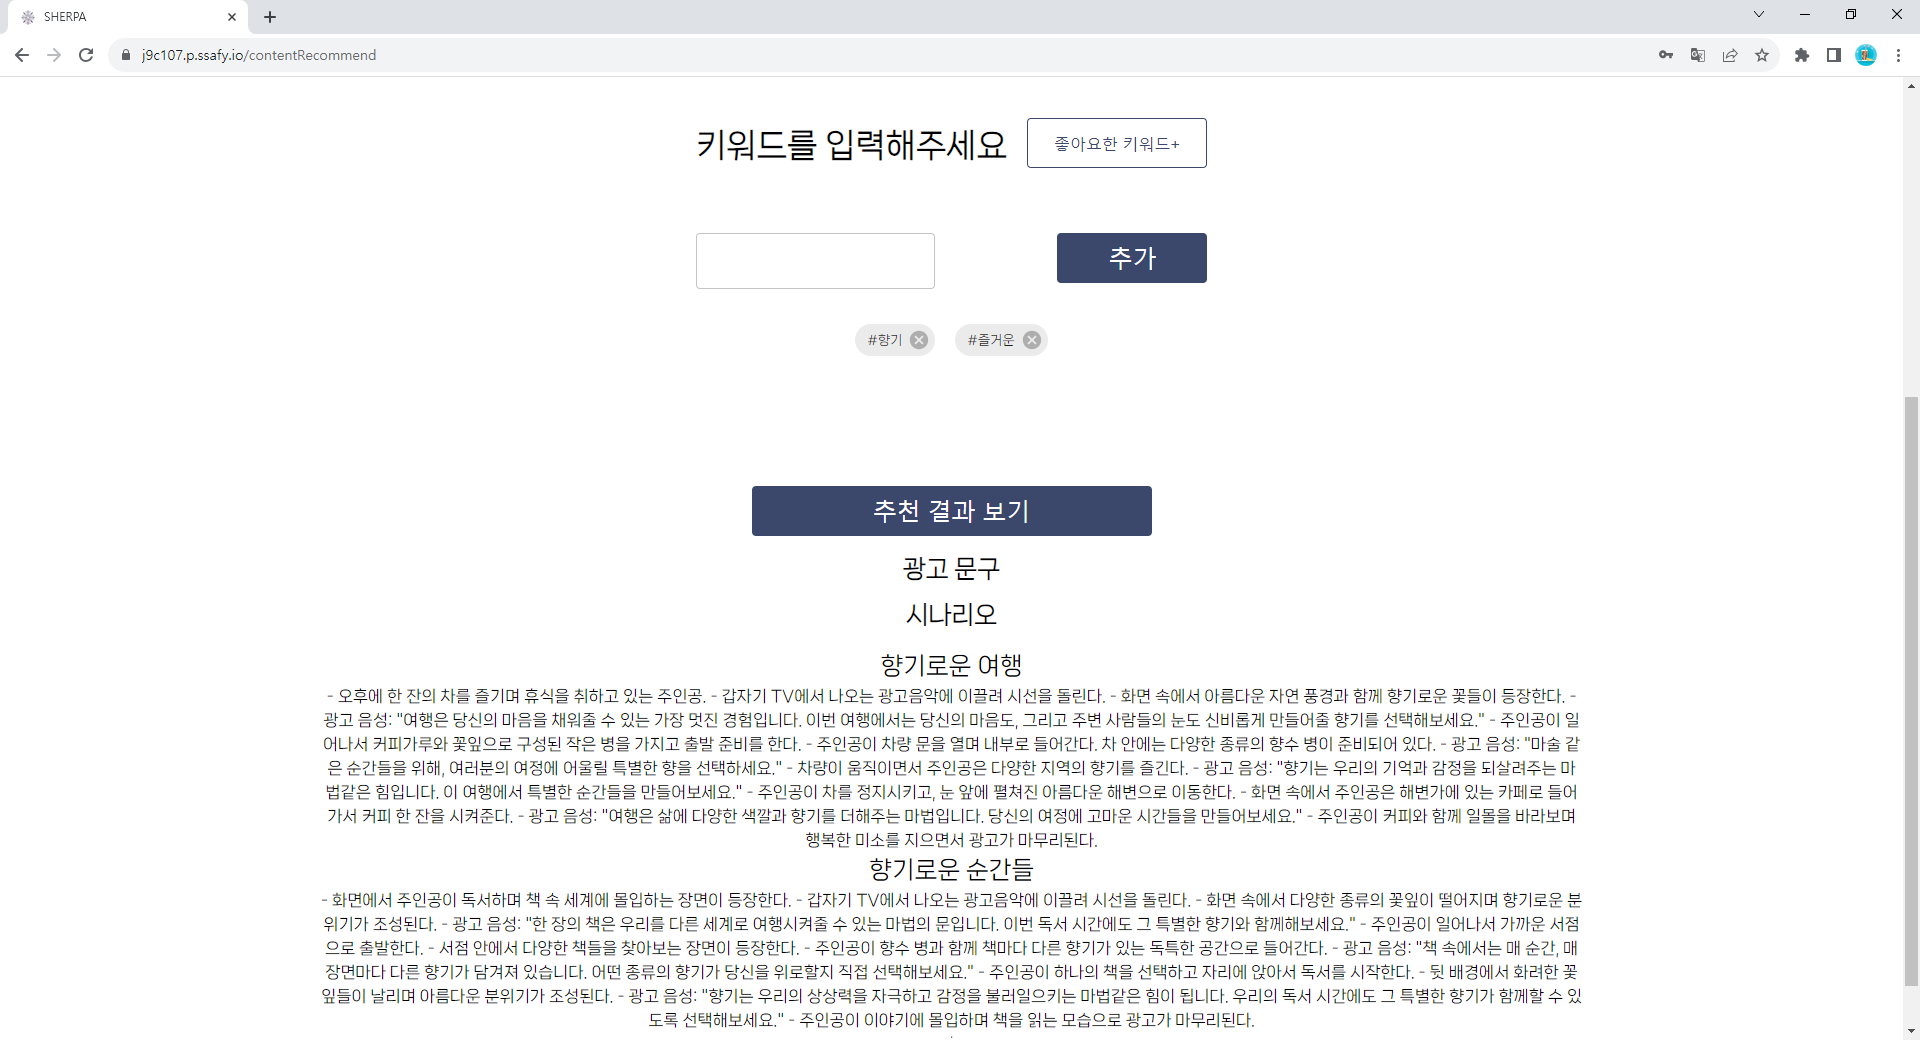 SHERPA
j9c107.p.ssafy.io/contentRecommend
키워드를 입력해주세요
좋아요한 키워드+
추가
#향기
#즐거운
추천 결과 보기
광고 문구
시나리오
향기로운 여행
- 오후에 한 잔의 차를 즐기며 휴식을 취하고 있는 주인공. - 갑자기 TV에서 나오는 광고음악에 이끌려 시선을 돌린다. - 화면 속에서 아름다운 자연 풍경과 함께 향기로운 꽃들이 등장한다. -
광고 음성: "여행은 당신의 마음을 채워줄 수 있는 가장 멋진 경험입니다. 이번 여행에서는 당신의 마음도, 그리고 주변 사람들의 눈도 신비롭게 만들어줄 향기를 선택해보세요." - 주인공이 일
어나서 커피가루와 꽃잎으로 구성된 작은 병을 가지고 출발 준비를 한다. - 주인공이 차량 문을 열며 내부로 들어간다. 차 안에는 다양한 종류의 향수 병이 준비되어 있다. - 광고 음성: "마술 같
은 순간들을 위해, 여러분의 여정에 어울릴 특별한 향을 선택하세요." - 차량이 움직이면서 주인공은 다양한 지역의 향기를 즐긴다. - 광고 음성: "향기는 우리의 기억과 감정을 되살려주는 마
법같은 힘입니다. 이 여행에서 특별한 순간들을 만들어보세요." - 주인공이 차를 정지시키고, 눈 앞에 펼쳐진 아름다운 해변으로 이동한다. - 화면 속에서 주인공은 해변가에 있는 카페로 들어
가서 커피 한 잔을 시켜준다. - 광고 음성: "여행은 삶에 다양한 색깔과 향기를 더해주는 마법입니다. 당신의 여정에 고마운 시간들을 만들어보세요." - 주인공이 커피와 함께 일몰을 바라보며
행복한 미소를 지으면서 광고가 마무리된다.
향기로운 순간들
- 화면에서 주인공이 독서하며 책 속 세계에 몰입하는 장면이 등장한다. - 갑자기 TV에서 나오는 광고음악에 이끌려 시선을 돌린다. - 화면 속에서 다양한 종류의 꽃잎이 떨어지며 향기로운 분
위기가 조성된다. - 광고 음성: "한 장의 책은 우리를 다른 세계로 여행시켜줄 수 있는 마법의 문입니다. 이번 독서 시간에도 그 특별한 향기와 함께해보세요." - 주인공이 일어나서 가까운 서점
으로 출발한다. - 서점 안에서 다양한 책들을 찾아보는 장면이 등장한다. - 주인공이 향수 병과 함께 책마다 다른 향기가 있는 독특한 공간으로 들어간다. - 광고 음성: "책 속에서는 매 순간, 매
장면마다 다른 향기가 담겨져 있습니다. 어떤 종류의 향기가 당신을 위로할지 직접 선택해보세요." - 주인공이 하나의 책을 선택하고 자리에 앉아서 독서를 시작한다. - 뒷 배경에서 화려한 꽃
잎들이 날리며 아름다운 분위기가 조성된다. - 광고 음성: "향기는 우리의 상상력을 자극하고 감정을 불러일으키는 마법같은 힘이 됩니다. 우리의 독서 시간에도 그 특별한 향기가 함께할 수 있
도록 선택해보세요." - 주인공이 이야기에 몰입하며 책을 읽는 모습으로 광고가 마무리된다.